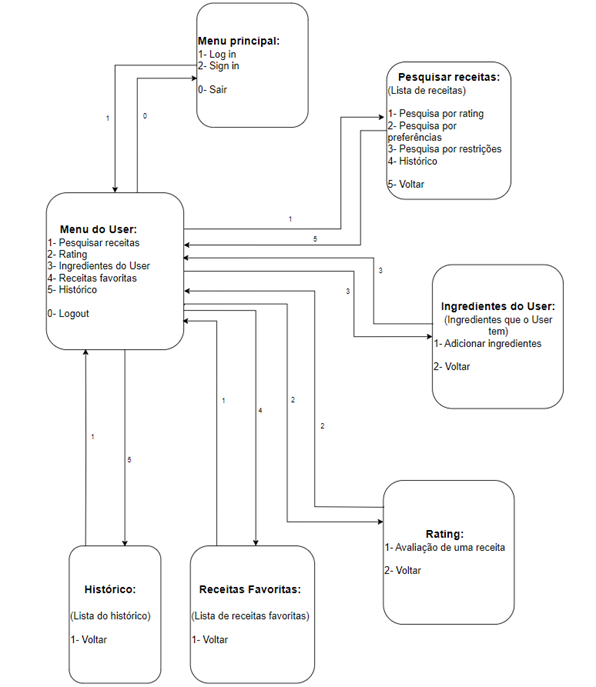 Menu principal:
1- Log in
2- Sign in
0- Sair
Pesquisar receitas:
(Lista de receitas)
1- Pesquisa por rating
2- Pesquisa por
preferências
3- Pesquisa por restrições
4- Histórico
5- Voltar
1
0
Menu do User:
1- Pesquisar receitas
2- Rating
3- Ingredientes do User
4- Receitas favoritas
5- Histórico
0- Logout
1
5
3
3
Ingredientes do User:
(Ingredientes que o User
tem)
1- Adicionar ingredientes
2- Voltar
1
5
1
4
2
2
Rating:
1- Avaliação de uma receita
2- Voltar
Histórico:
(Lista do histórico)
1- Voltar
Receitas Favoritas:
(Lista de receitas favoritas)
1- Voltar